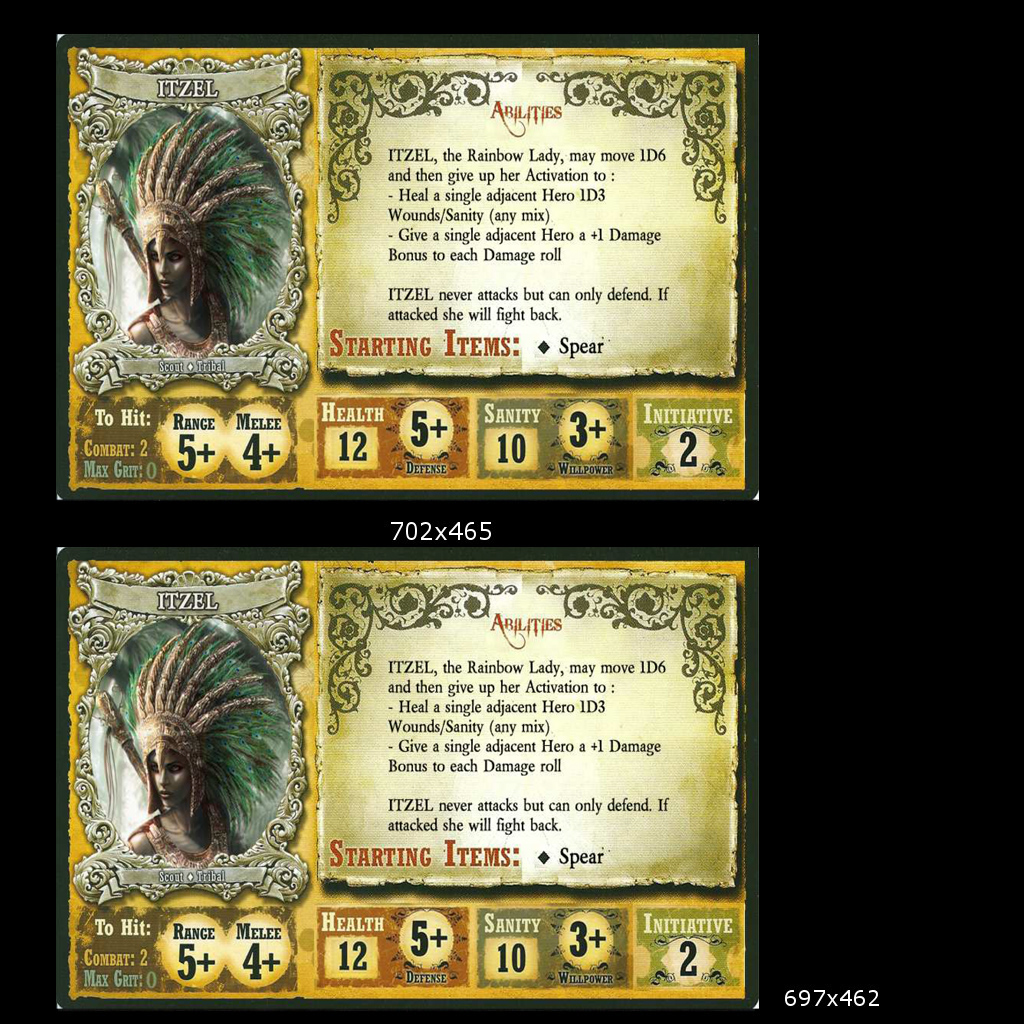 ITZEL
Scout ♦ Tribal
Abilities
ITZEL, the Rainbow Lady, may move 1D6
and then give up her Activation to :
- Heal a single adjacent Hero 1D3
Wounds/Sanity (any mix)
- Give a single adjacent Hero a +1 Damage
Bonus to each Damage roll
ITZEL never attacks but can only defend. If
attacked she will fight back.
Starting Items: ♦ Spear
To Hit:
Combat: 2
Max Grit: 0
Range
5+
Melee
4+
Health
12
5+
Defense
Sanity
10
3+
Willpower
Initiative
2
702x465
ITZEL
Scout ♦ Tribal
Abilities
ITZEL, the Rainbow Lady, may move 1D6
and then give up her Activation to :
- Heal a single adjacent Hero 1D3
Wounds/Sanity (any mix)
- Give a single adjacent Hero a +1 Damage
Bonus to each Damage roll
ITZEL never attacks but can only defend. If
attacked she will fight back.
Starting Items: ♦ Spear
To Hit:
Combat: 2
Max Grit: 0
Range
5+
Melee
4+
Health
12
5+
Defense
Sanity
10
3+
Willpower
Initiative
2
697x462